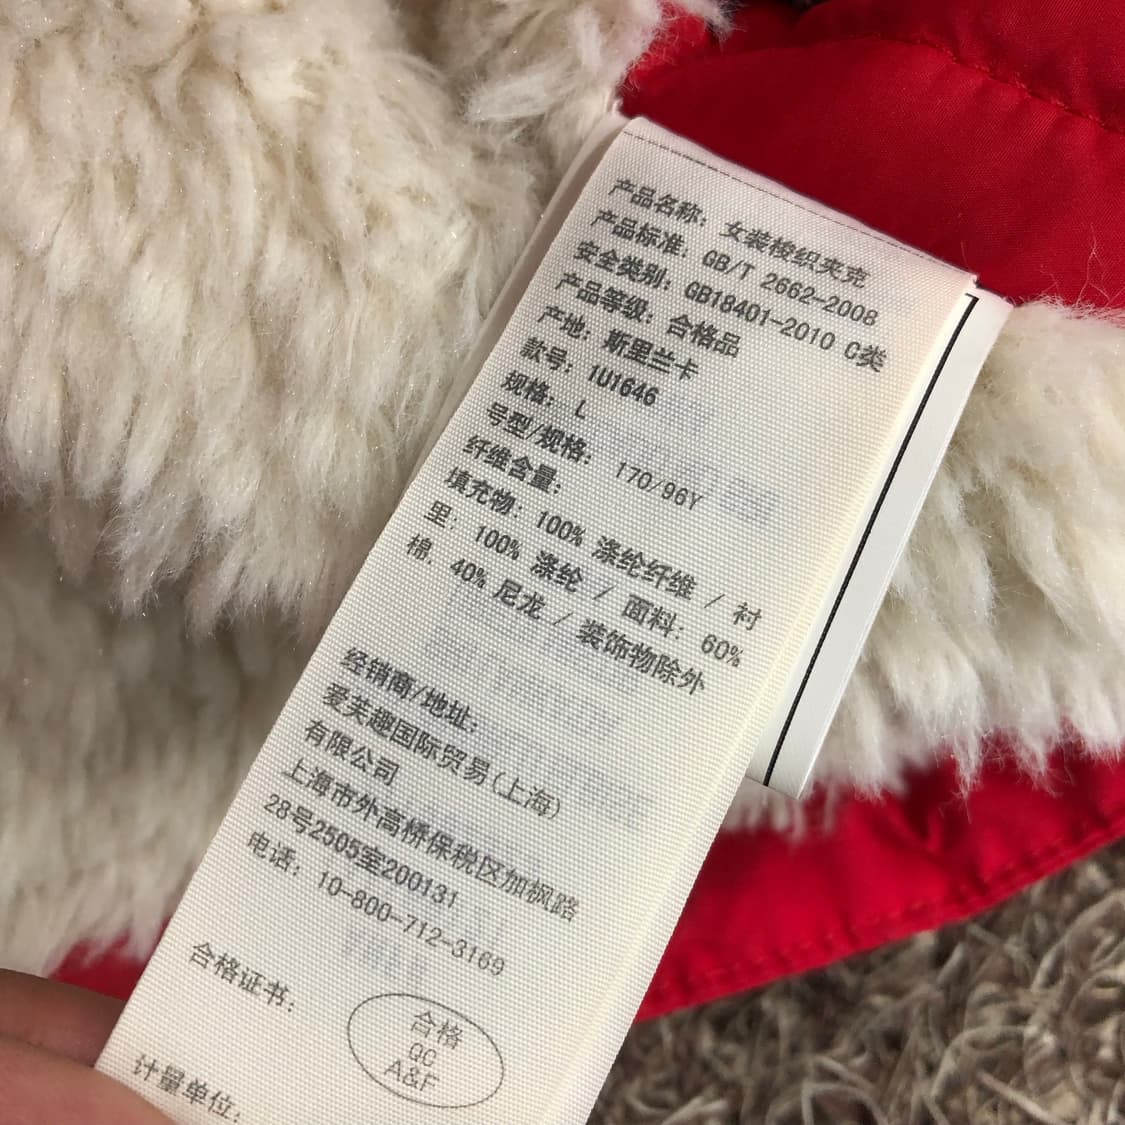 产品名称: 女装梭织夹克
产品标准: GB/T 2662-2008
安全类别: GB18401-2010 C类
产品等级: 合格品
产地: 斯里兰卡
款号: 1U1646
规格: L
号型/规格: 170/96Y
纤维含量:
填充物: 100% 涤纶纤维 / 衬
里: 100% 涤纶 / 面料: 60%
棉, 40% 尼龙 / 装饰物除外
经销商/地址:
爱芙趣国际贸易(上海)
有限公司
上海市外高桥保税区加枫路
28号2505室200131
电话: 10-800-712-3169
合格证书:
合格
QC
A&F
计量单位: